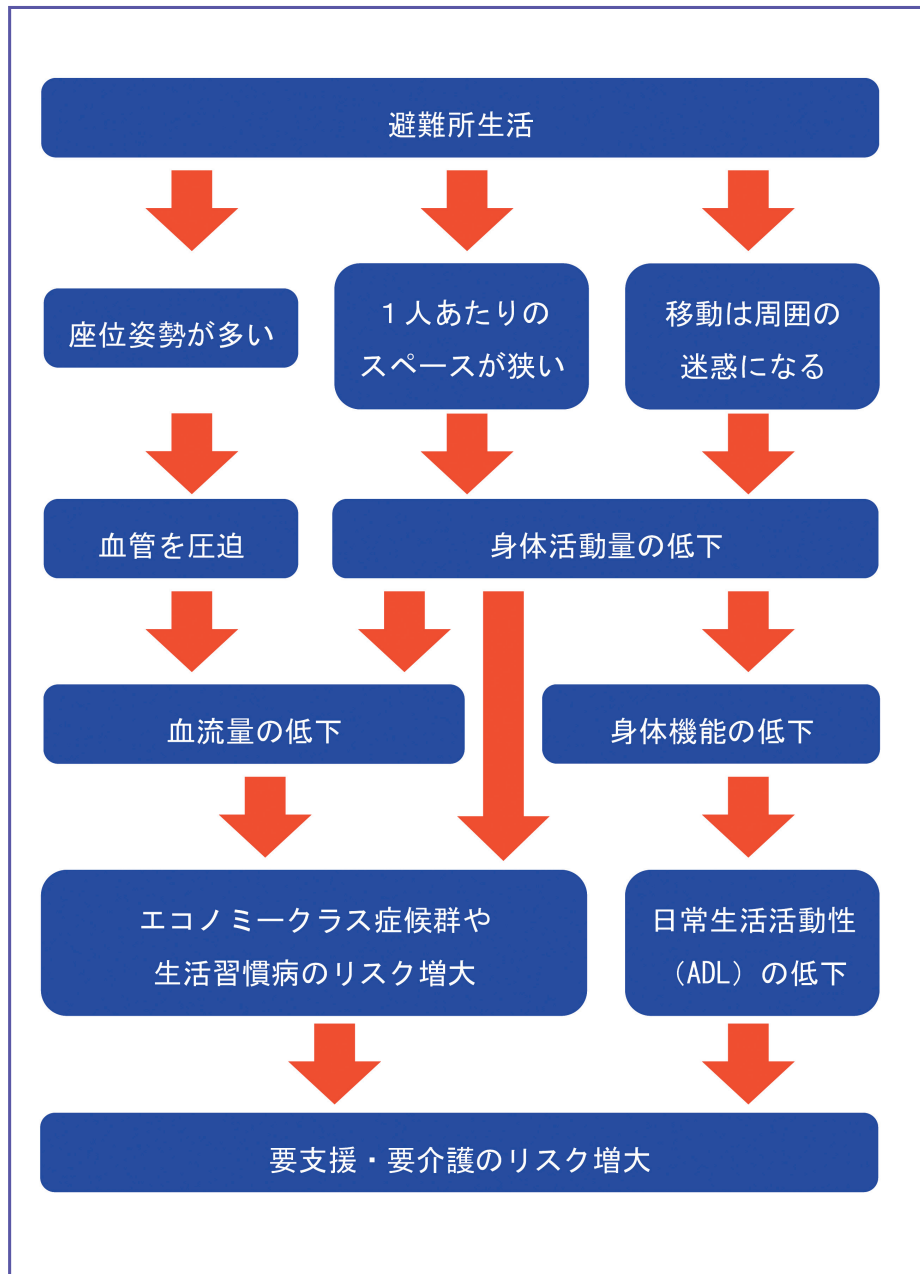 避難所生活
座位姿勢が多い
１人あたりの
スペースが狭い
移動は周囲の
迷惑になる
血管を圧迫
身体活動量の低下
血流量の低下
身体機能の低下
エコノミークラス症候群や
生活習慣病のリスク増大
日常生活活動性
（ADL）の低下
要支援・要介護のリスク増大